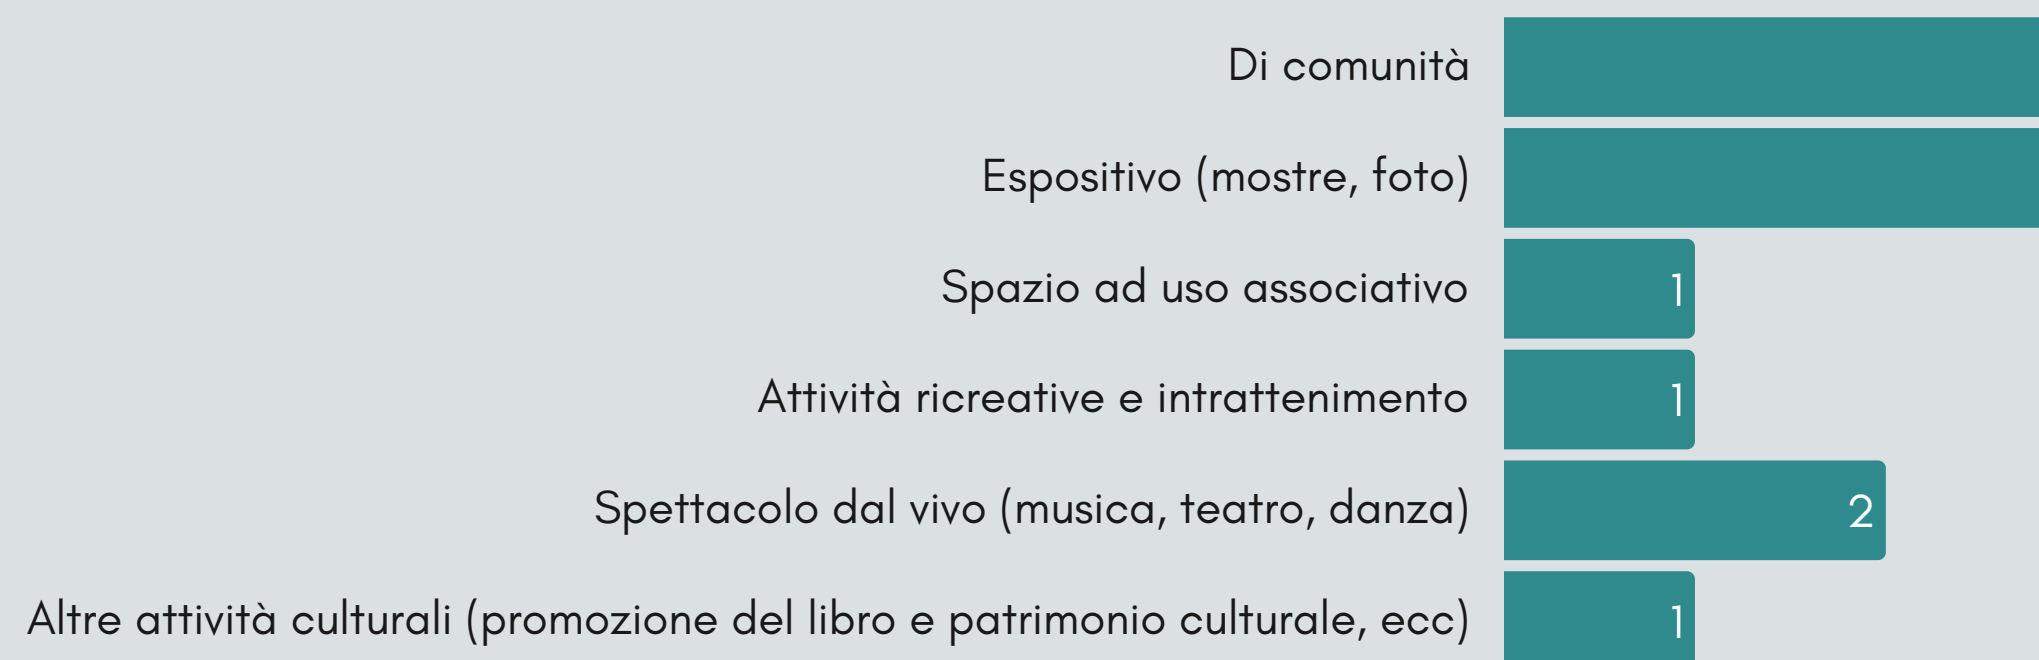 Di comunità
Espositivo (mostre, foto)
Spazio ad uso associativo 1
Attività ricreative e intrattenimento 1
Spettacolo dal vivo (musica, teatro, danza) 2
Altre attività culturali (promozione del libro e patrimonio culturale, ecc) 1